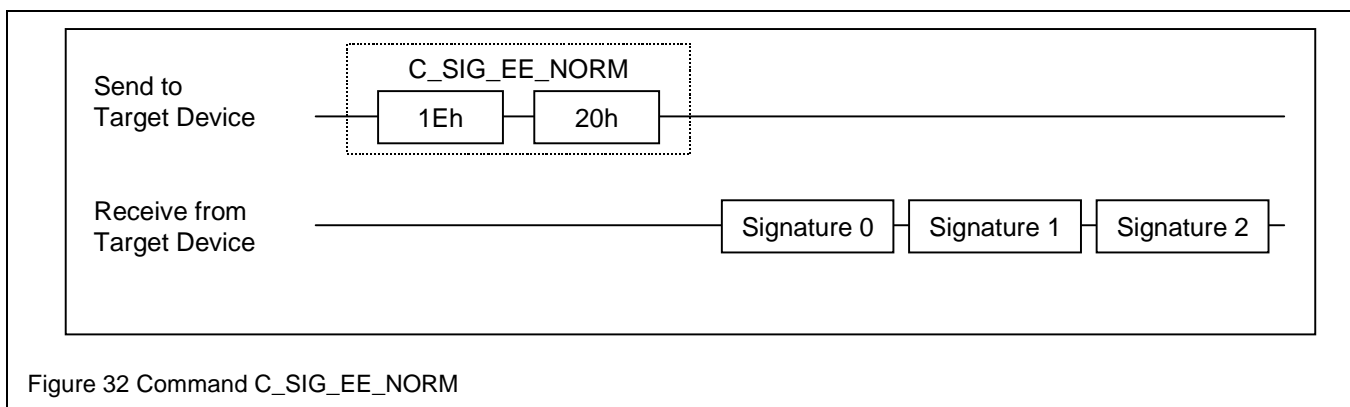 C_SIG_EE_NORM
Send to
Target Device
1Eh
20h
Receive from
Target Device
Signature 0
Signature 1
Signature 2
Figure 32 Command C_SIG_EE_NORM